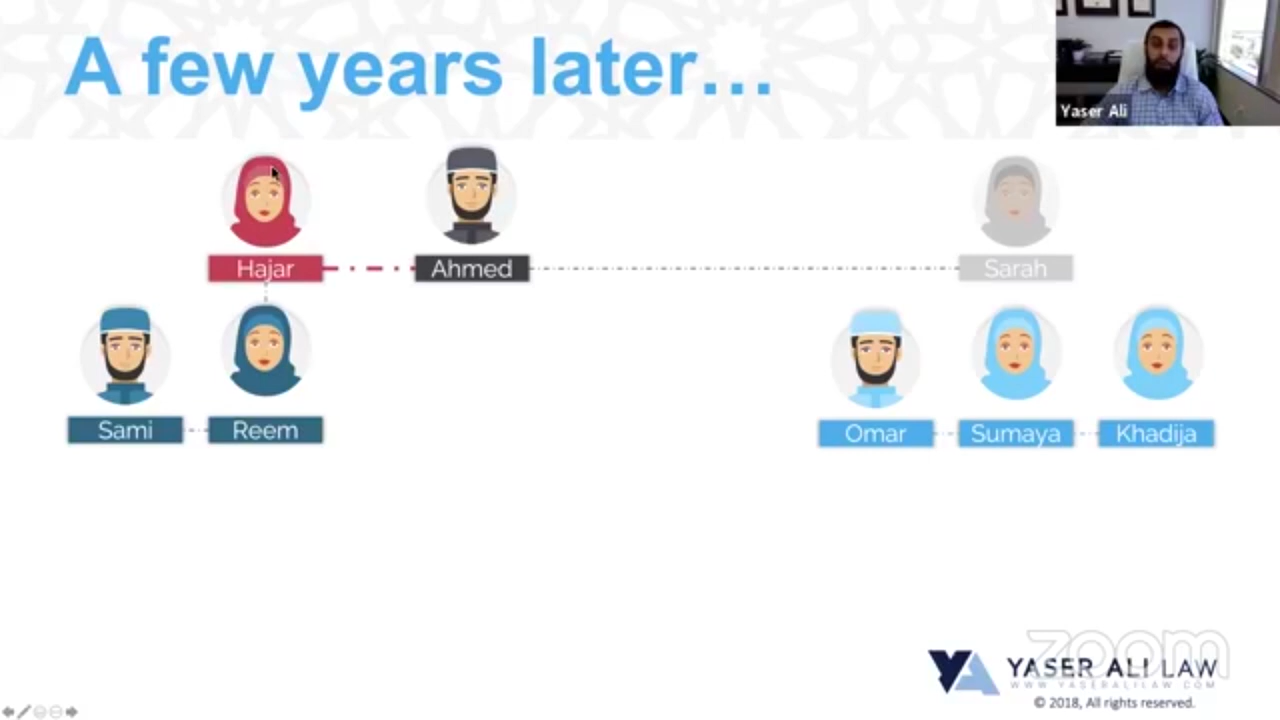 A few years later...
Yaser Ali
Hajar
Ahmed
Sarah
Sami
Reem
Omar
Sumaya
Khadija
zoom
YASER ALI LAW
WWW.YASERALILAW.COM
© 2018, All rights reserved.